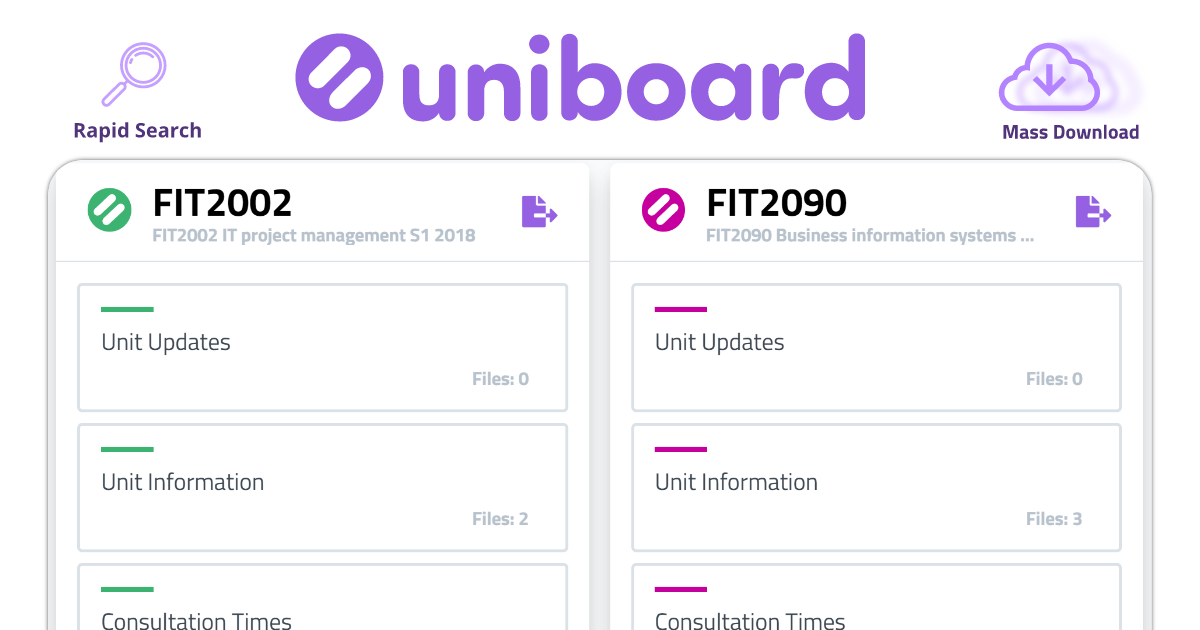 uniboard
Rapid Search
Mass Download
FIT2002
FIT2002 IT project management S1 2018
Unit Updates
Files: 0
Unit Information
Files: 2
Consultation Times
FIT2090
FIT2090 Business information systems ...
Unit Updates
Files: 0
Unit Information
Files: 3
Consultation Times